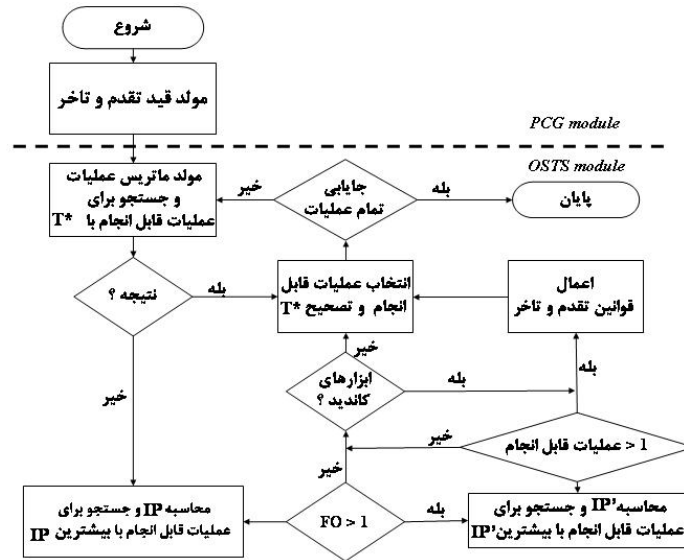 شروع
مولد قید تقدم و تاخر
PCG module
OSTS module
مولد ماتریس عملیات
و جستجو برای
عملیات قابل انجام با T*
خیر
جایابی
تمام عملیات
بله
پایان
نتیجه ؟
بله
انتخاب عملیات قابل
انجام و تصحیح T*
اعمال
قوانین تقدم و تاخر
خیر
ابزارهای
کاندید ؟
بله
بله
خیر
خیر
عملیات قابل انجام > 1
خیر
محاسبه IP و جستجو برای
عملیات قابل انجام با بیشترین IP
FO > 1
بله
محاسبه IP' و جستجو برای
عملیات قابل انجام با بیشترین IP'